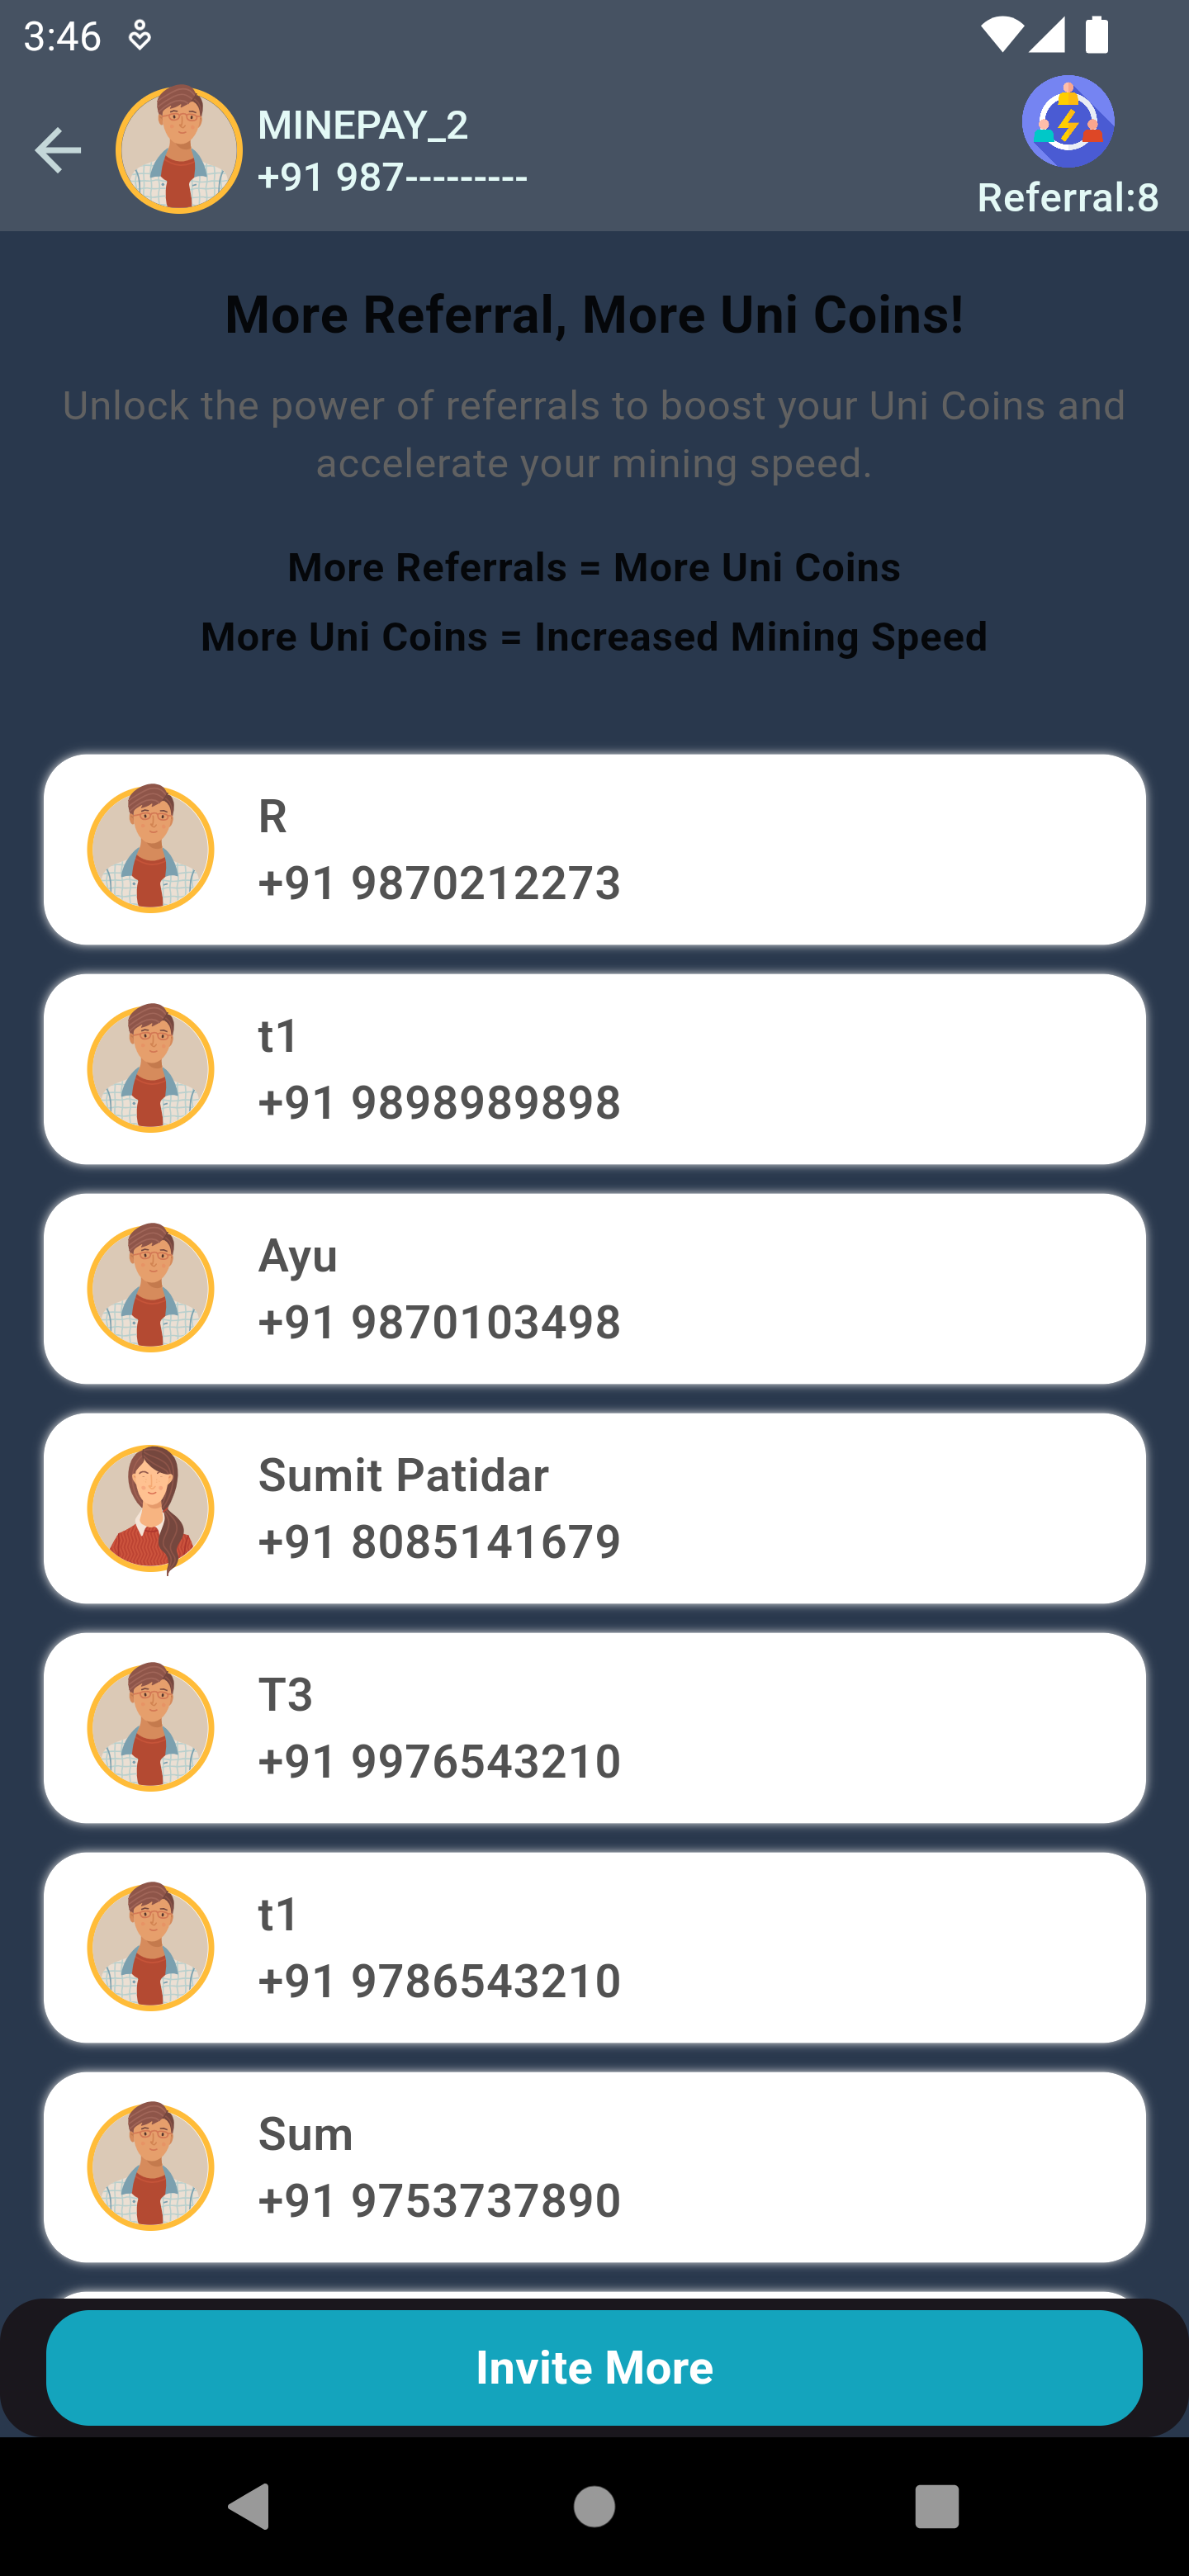 3:46
MINEPAY_2
+91 987---------
Referral:8
More Referral, More Uni Coins!
Unlock the power of referrals to boost your Uni Coins and
accelerate your mining speed.
More Referrals = More Uni Coins
More Uni Coins = Increased Mining Speed
R
+91 9870212273
t1
+91 9898989898
Ayu
+91 9870103498
Sumit Patidar
+91 8085141679
T3
+91 9976543210
t1
+91 9786543210
Sum
+91 9753737890
Invite More